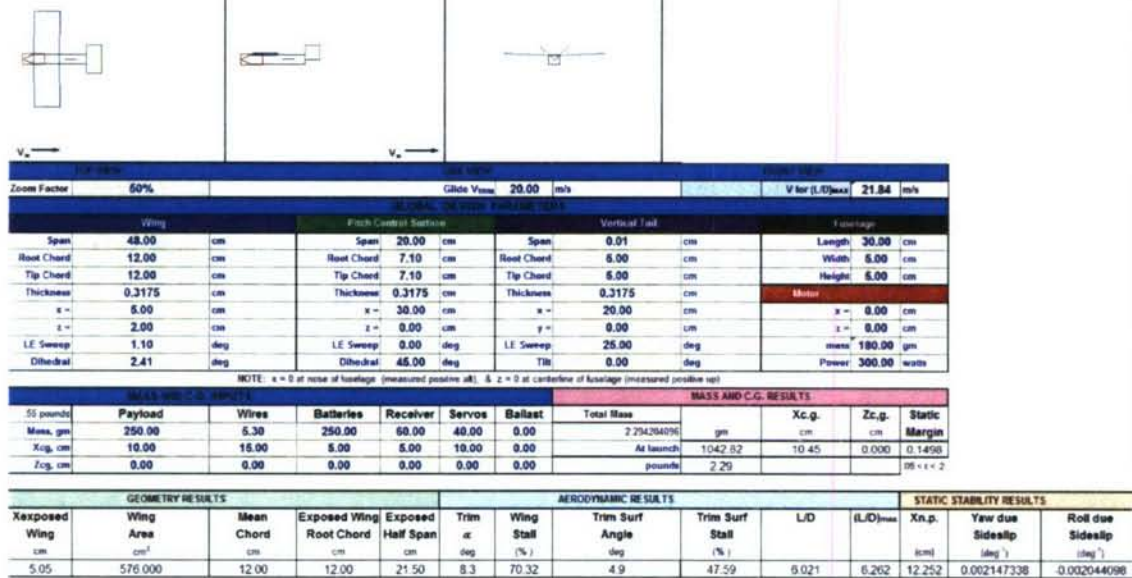 V∞
V∞
TOP VIEW SIDE VIEW FRONT VIEW
Zoom Factor 50% Glide 20.00 m/s V for (L/D)MAX 21.84 m/s
GLOBAL DESIGN PARAMETERS
Wing Pitch Control Surface Vertical Tail Fuselage
Span 48.00 cm Span 20.00 cm Span 0.01 cm Length 30.00 cm
Root Chord 12.00 cm Root Chord 7.10 cm Root Chord 5.00 cm Width 5.00 cm
Tip Chord 12.00 cm Tip Chord 7.10 cm Tip Chord 5.00 cm Height 5.00 cm
Thickness 0.3175 cm Thickness 0.3175 cm Thickness 0.3175 cm Motor
x = 5.00 cm x = 30.00 cm x = 20.00 cm x = 0.00 cm
z = 2.00 cm z = 0.00 cm y = 0.00 cm z = 0.00 cm
LE Sweep 1.10 deg LE Sweep 0.00 deg LE Sweep 25.00 deg mass 180.00 gm
Dihedral 2.41 deg Dihedral 45.00 deg Tilt 0.00 deg Power 300.00 watts
NOTE: x = 0 at nose of fuselage (measured positive aft), & z = 0 at centerline of fuselage (measured positive up)
MASS AND C.G. INPUTS MASS AND C.G. RESULTS
.55 pounds Payload Wires Batteries Receiver Servos Ballast Total Mass Xc.g. Zc.g. Static
Mass, gm 250.00 5.30 250.00 60.00 40.00 0.00 2.294204096 gm cm cm Margin
Xcg, cm 10.00 15.00 5.00 5.00 10.00 0.00 At launch 1042.82 10.45 0.000 0.1498
Zcg, cm 0.00 0.00 0.00 0.00 0.00 0.00 pounds 2.29
GEOMETRY RESULTS AERODYNAMIC RESULTS STATIC STABILITY RESULTS
Xexposed Wing Mean Exposed Wing Exposed Trim Wing Trim Surf Trim Surf L/D (L/D)max Xn.p. Yaw due Roll due
Wing Area Chord Root Chord Half Span α Stall Angle Stall Sideslip Sideslip
cm cm² cm cm cm deg (%) deg (%) (cm) (deg⁻¹) (deg⁻¹)
5.05 576.000 12.00 12.00 21.50 8.3 70.32 4.9 47.59 6.021 6.262 12.252 0.002147338 -0.002044098